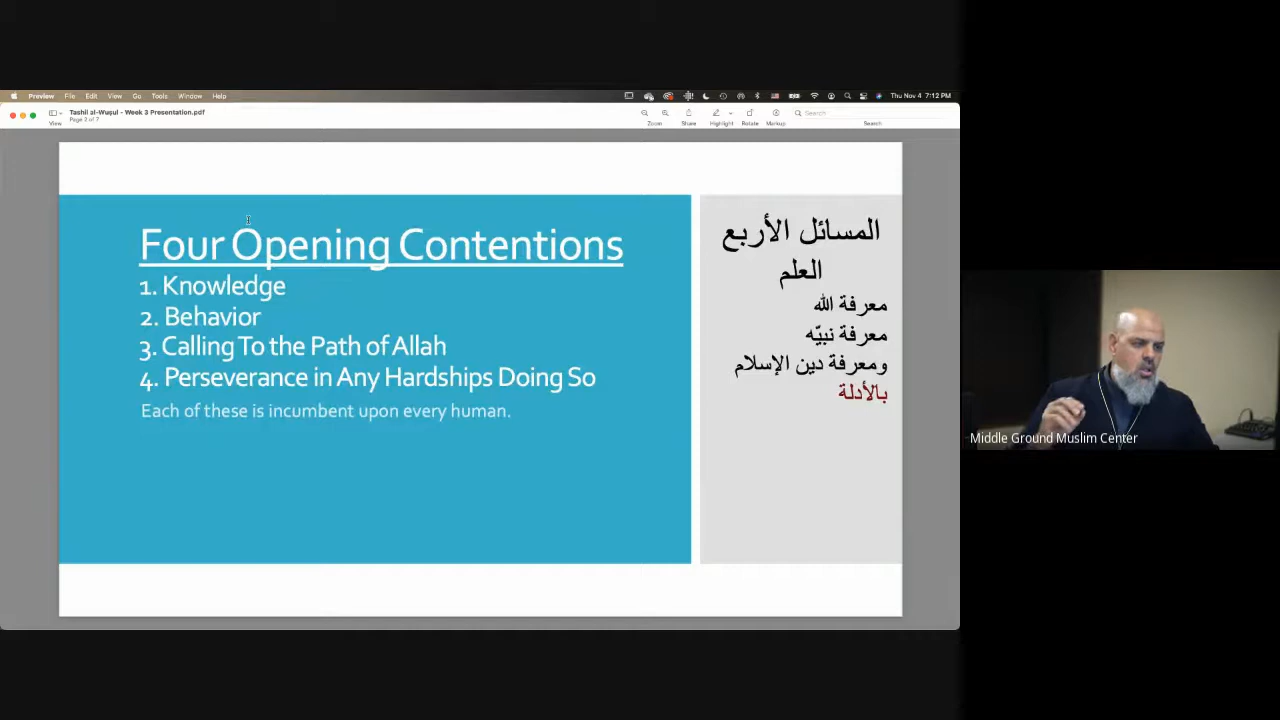 Preview File Edit View Go Tools Window Help
Thu Nov 4 7:12 PM
Tashil al-Wusul - Week 3 Presentation.pdf
Page 2 of 7
View
Zoom Share Highlight Rotate Markup Search
Search
Four Opening Contentions
1. Knowledge
2. Behavior
3. Calling To the Path of Allah
4. Perseverance in Any Hardships Doing So
Each of these is incumbent upon every human.
المسائل الأربع
العلم
معرفة الله
معرفة نبيّه
ومعرفة دين الإسلام
بالأدلة
Middle Ground Muslim Center